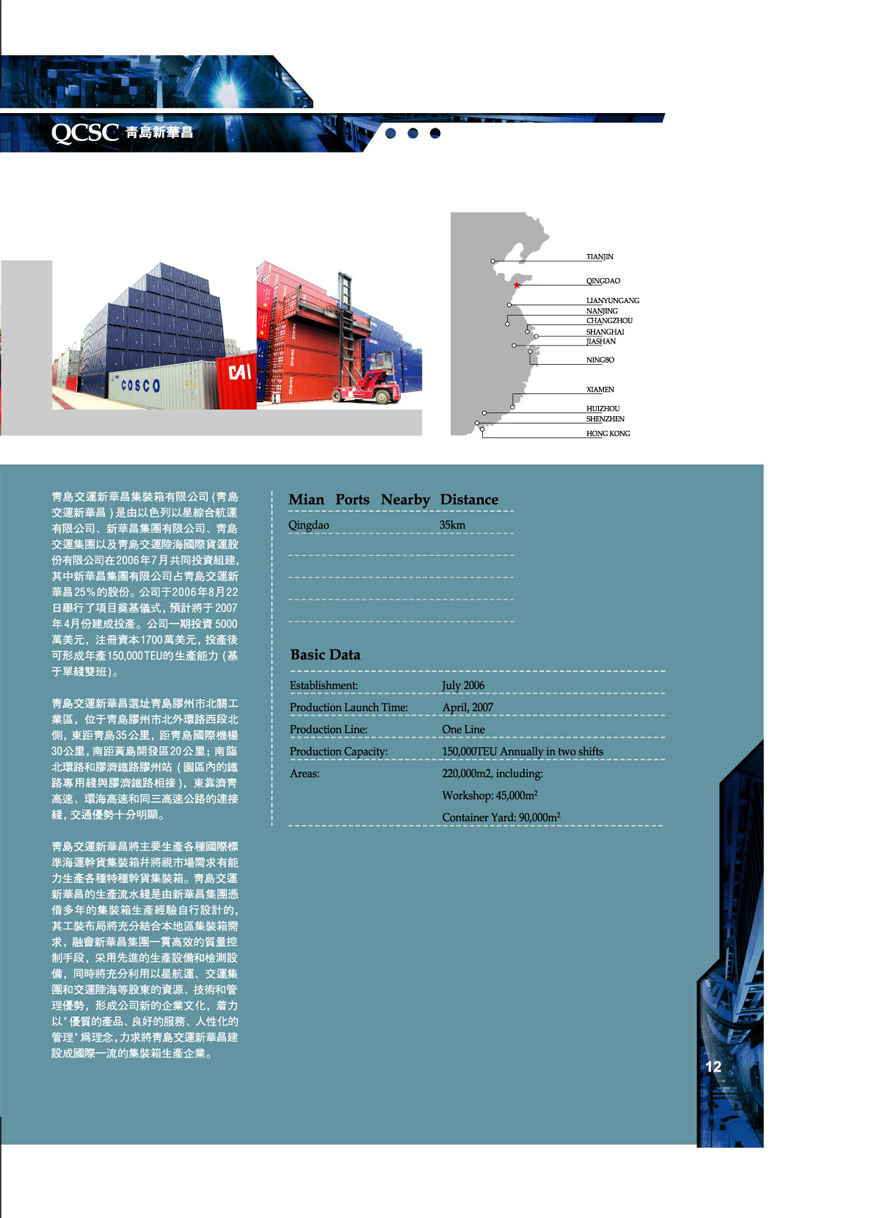 QCSC 青島新華昌
COSCO
CAI
TIANJIN
QINGDAO
LIANYUNGANG
NANJING
CHANGZHOU
SHANGHAI
JIASHAN
NINGBO
XIAMEN
HUIZHOU
SHENZHEN
HONG KONG
青島交運新華昌集裝箱有限公司(青島
交運新華昌)是由以色列以星綜合航運
有限公司、新華昌集團有限公司、青島
交運集團以及青島交運陸海國際貨運股
份有限公司在2006年7月共同投資組建,
其中新華昌集團有限公司占青島交運新
華昌25%的股份。公司于2006年8月22
日舉行了項目奠基儀式,預計將于2007
年4月份建成投產。公司一期投資5000
萬美元,注冊資本1700萬美元,投產後
可形成年產150,000TEU的生產能力(基
于單綫雙班)。
青島交運新華昌選址青島膠州市北關工
業區,位于青島膠州市北外環路西段北
側,東距青島35公里,距青島國際機場
30公里,南距黃島開發區20公里;南臨
北環路和膠濟鐵路膠州站(園區內的鐵
路專用綫與膠濟鐵路相接),東靠濟青
高速、環海高速和同三高速公路的連接
綫,交通優勢十分明顯。
青島交運新華昌將主要生產各種國際標
準海運幹貨集裝箱幷將視市場需求有能
力生產各種特種幹貨集裝箱。青島交運
新華昌的生產流水綫是由新華昌集團憑
借多年的集裝箱生產經驗自行設計的,
其工裝布局將充分結合本地區集裝箱需
求,融會新華昌集團一貫高效的質量控
制手段,采用先進的生產設備和檢測設
備,同時將充分利用以星航運、交運集
團和交運陸海等股東的資源、技術和管
理優勢,形成公司新的企業文化,着力
以"優質的產品、良好的服務、人性化的
管理"爲理念,力求將青島交運新華昌建
設成國際一流的集裝箱生產企業。
Mian Ports Nearby Distance
Qingdao 35km
Basic Data
Establishment: July 2006
Production Launch Time: April, 2007
Production Line: One Line
Production Capacity: 150,000TEU Annually in two shifts
Areas: 220,000m2, including:
Workshop: 45,000m²
Container Yard: 90,000m²
12